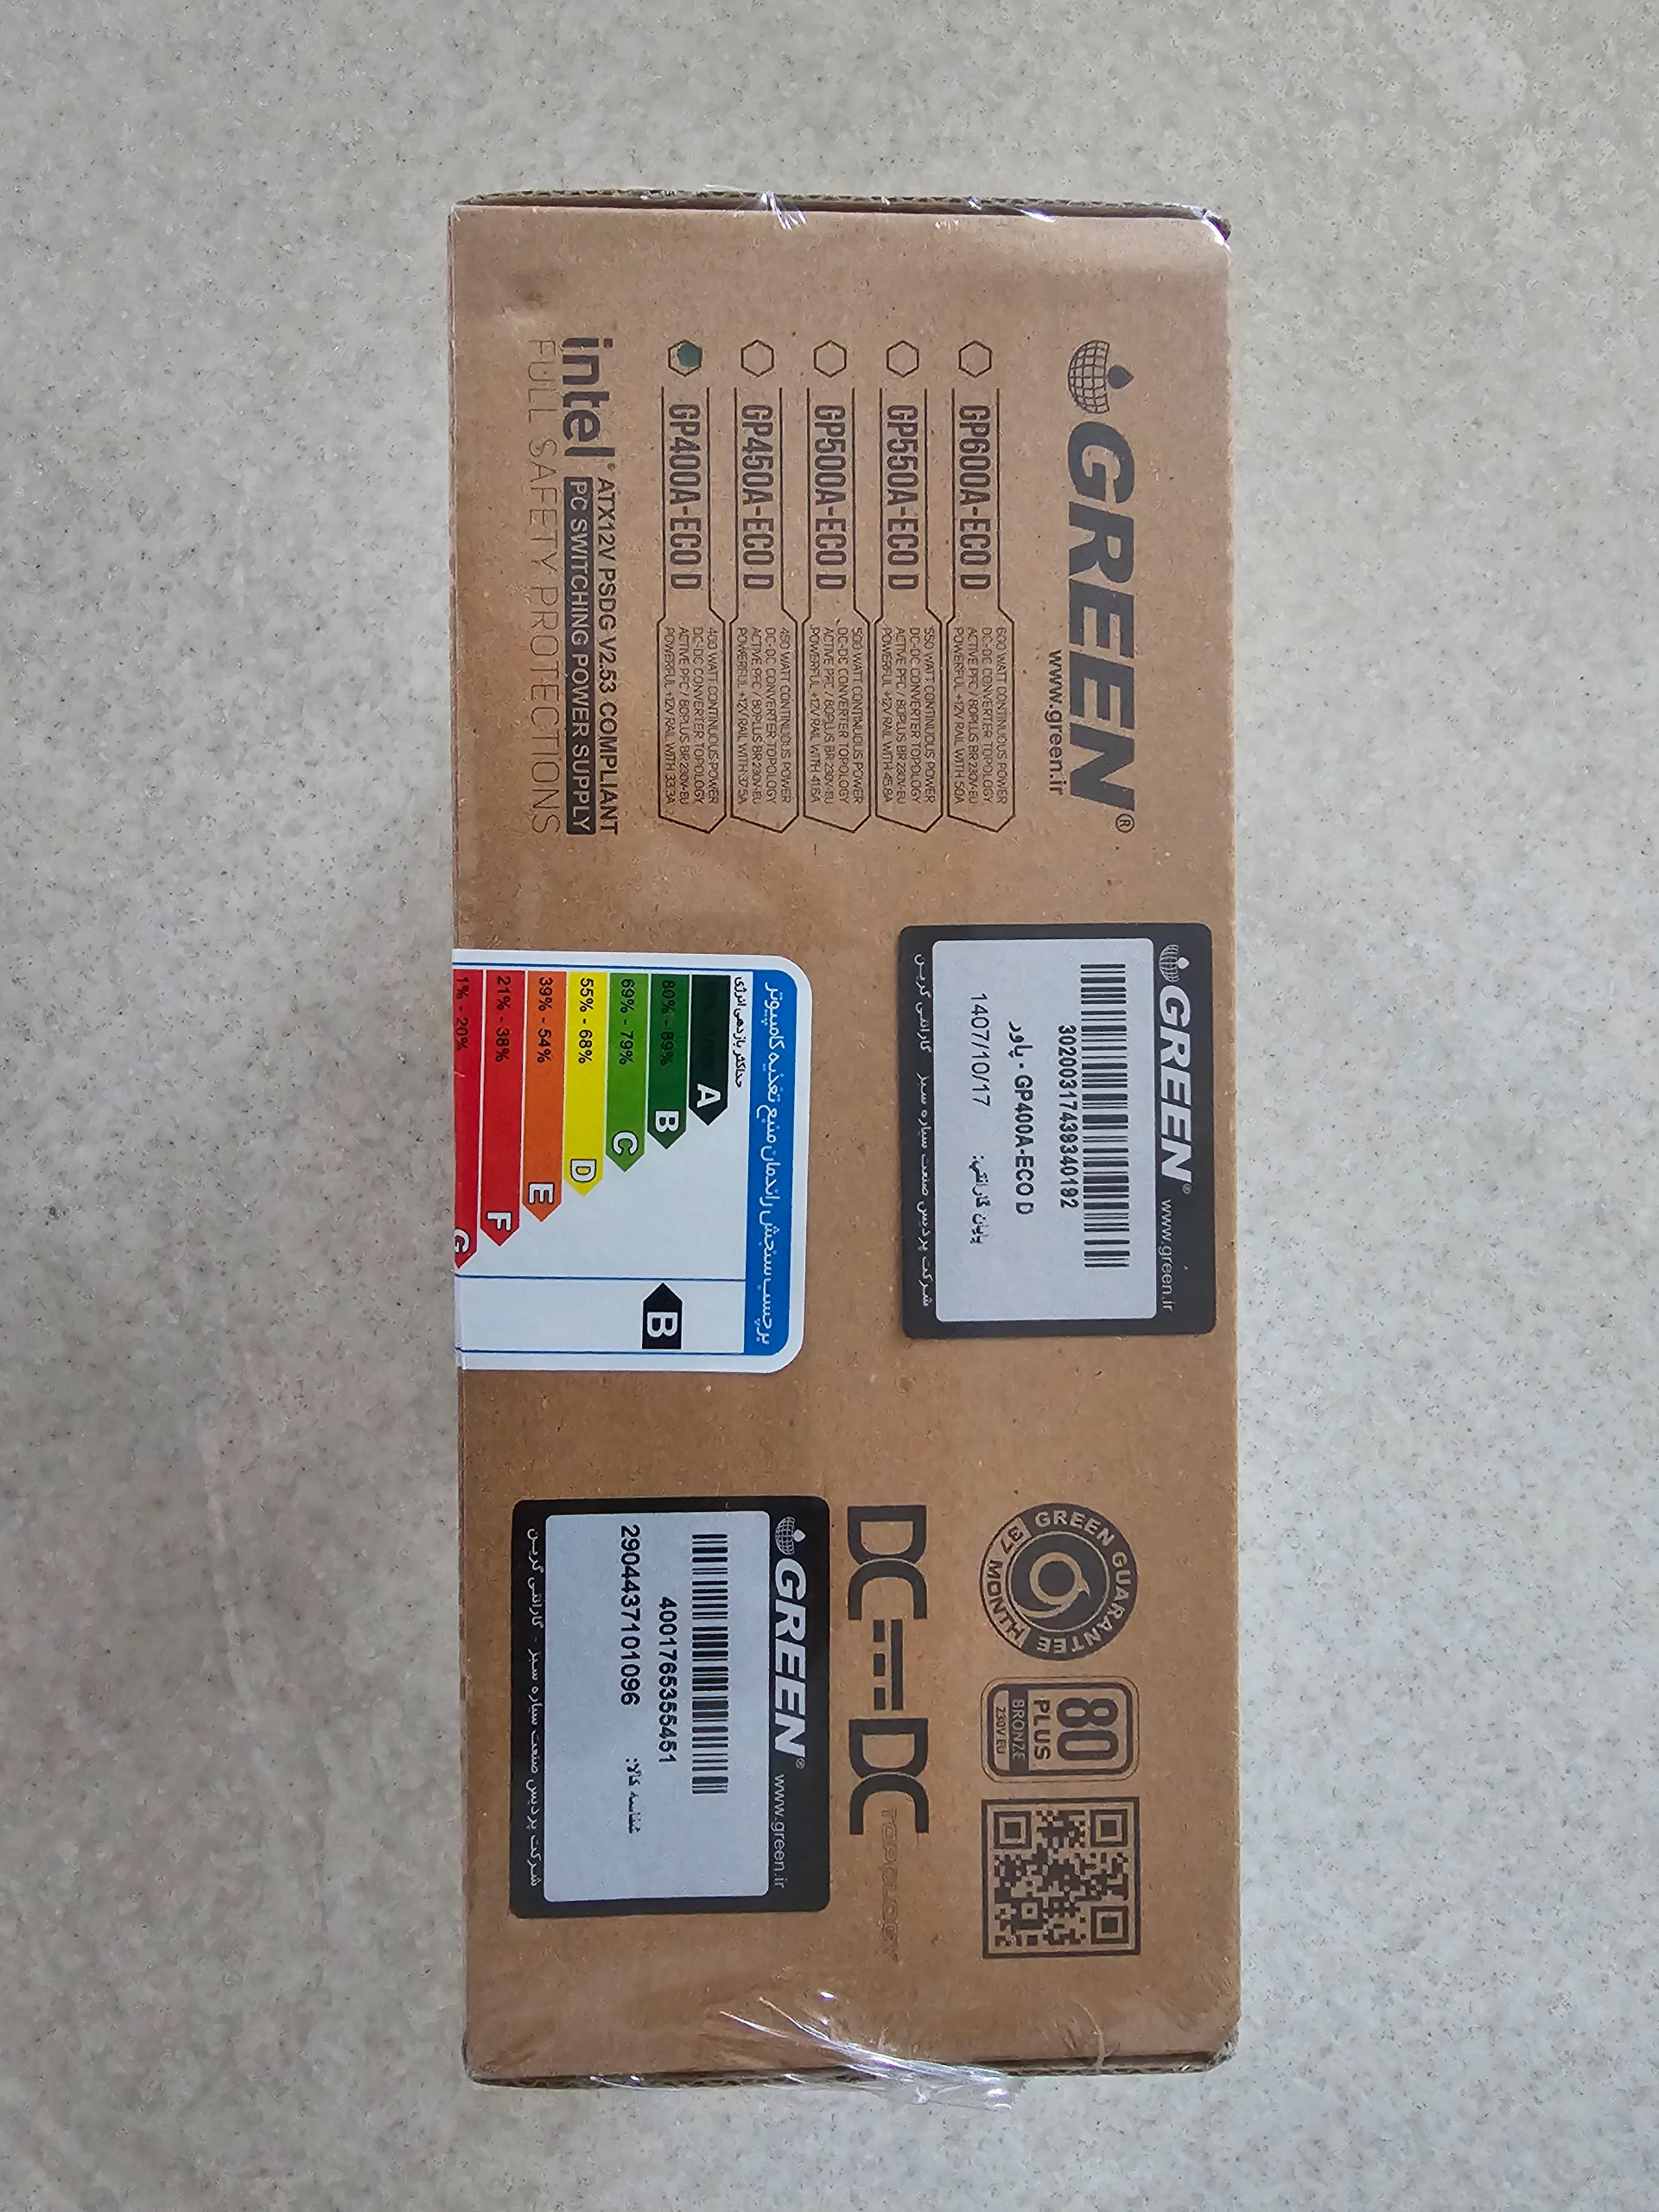 GREEN®
www.green.ir
GP600A-ECO D
600 WATT CONTINUOUS POWER
DC-DC CONVERTER TOPOLOGY
ACTIVE PFC / 80PLUS BR 230V-EU
POWERFUL +12V RAIL WITH 50A
GP550A-ECO D
550 WATT CONTINUOUS POWER
DC-DC CONVERTER TOPOLOGY
ACTIVE PFC / 80PLUS BR 230V-EU
POWERFUL +12V RAIL WITH 45.8A
GP500A-ECO D
500 WATT CONTINUOUS POWER
DC-DC CONVERTER TOPOLOGY
ACTIVE PFC / 80PLUS BR 230V-EU
POWERFUL +12V RAIL WITH 41.6A
GP450A-ECO D
450 WATT CONTINUOUS POWER
DC-DC CONVERTER TOPOLOGY
ACTIVE PFC / 80PLUS BR 230V-EU
POWERFUL +12V RAIL WITH 37.5A
GP400A-ECO D
400 WATT CONTINUOUS POWER
DC-DC CONVERTER TOPOLOGY
ACTIVE PFC / 80PLUS BR 230V-EU
POWERFUL +12V RAIL WITH 33.3A
intel® ATX12V PSDG V2.53 COMPLIANT
PC SWITCHING POWER SUPPLY
FULL SAFETY PROTECTIONS
GREEN® www.green.ir
30200317439340192
پاور - GP400A-ECO D
پایان گارانتی: 1407/10/17
شرکت پردیس صنعت سیاره سبز - گارانتی گرین
برچسب سنجش راندمان منبع تغذیه کامپیوتر
حداکثر بازدهی انرژی
A
80% - 89% B
69% - 79% C
55% - 68% D
39% - 54% E
21% - 38% F
1% - 20% G
B
GREEN GUARANTEE
37 MONTH
80
PLUS
BRONZE
230V EU
DC DC
TOPOLOGY
GREEN® www.green.ir
4001765355451
شناسه کالا: 2904437101096
شرکت پردیس صنعت سیاره سبز - گارانتی گرین